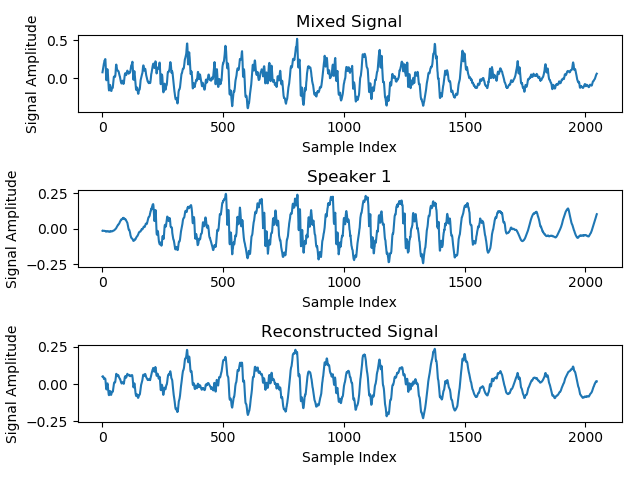 Mixed Signal
Signal Amplitude
0.5
0.0
0
500
1000
1500
2000
Sample Index
Speaker 1
Signal Amplitude
0.25
0.00
−0.25
0
500
1000
1500
2000
Sample Index
Reconstructed Signal
Signal Amplitude
0.25
0.00
−0.25
0
500
1000
1500
2000
Sample Index